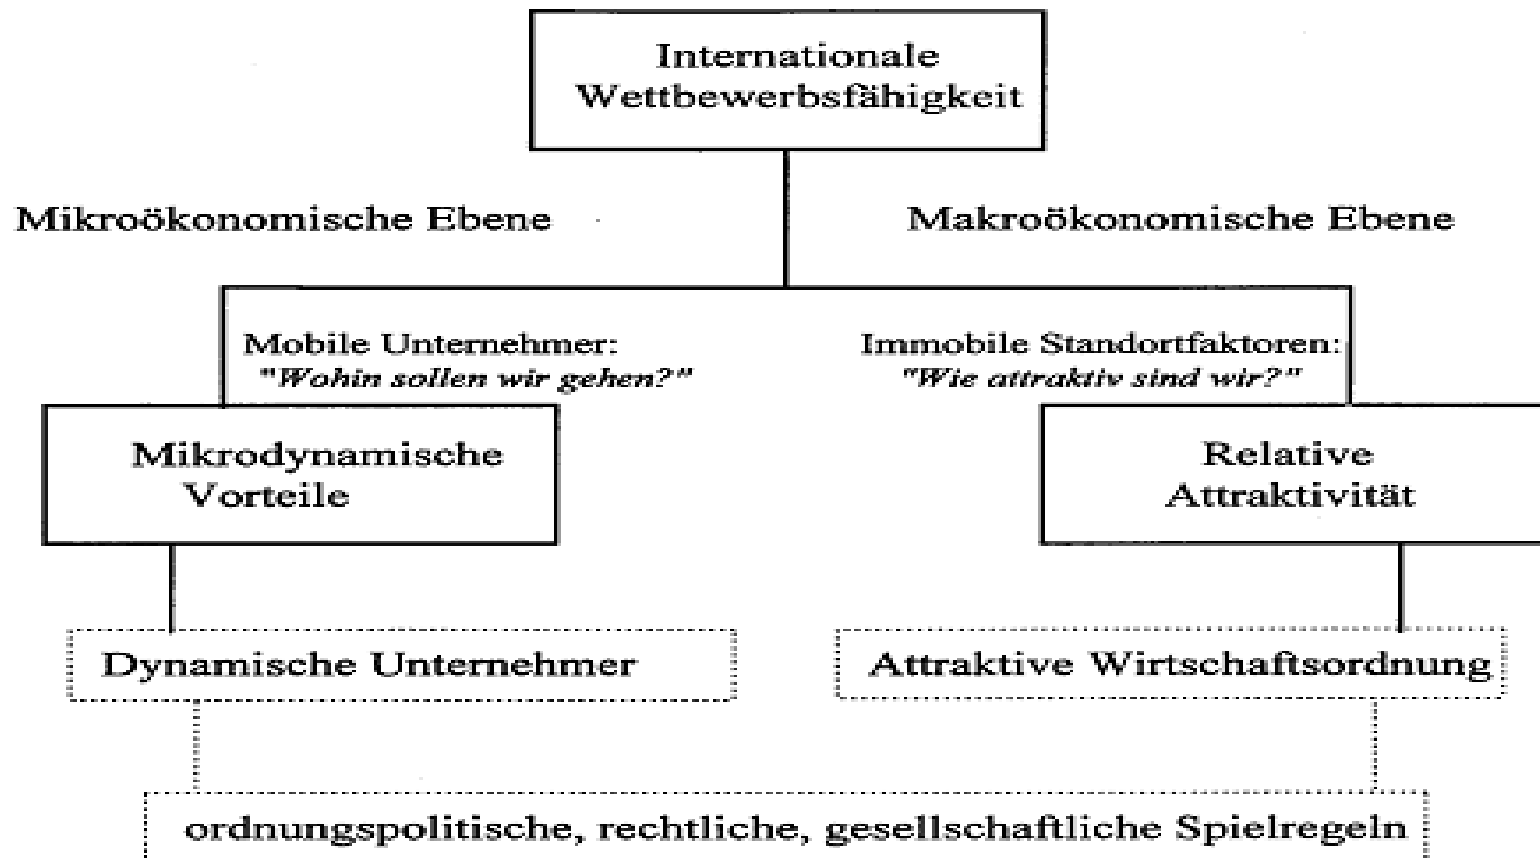 Internationale
Wettbewerbsfähigkeit
Mikroökonomische Ebene
Makroökonomische Ebene
Mobile Unternehmer:
"Wohin sollen wir gehen?"
Immobile Standortfaktoren:
"Wie attraktiv sind wir?"
Mikrodynamische
Vorteile
Relative
Attraktivität
Dynamische Unternehmer
Attraktive Wirtschaftsordnung
ordnungspolitische, rechtliche, gesellschaftliche Spielregeln